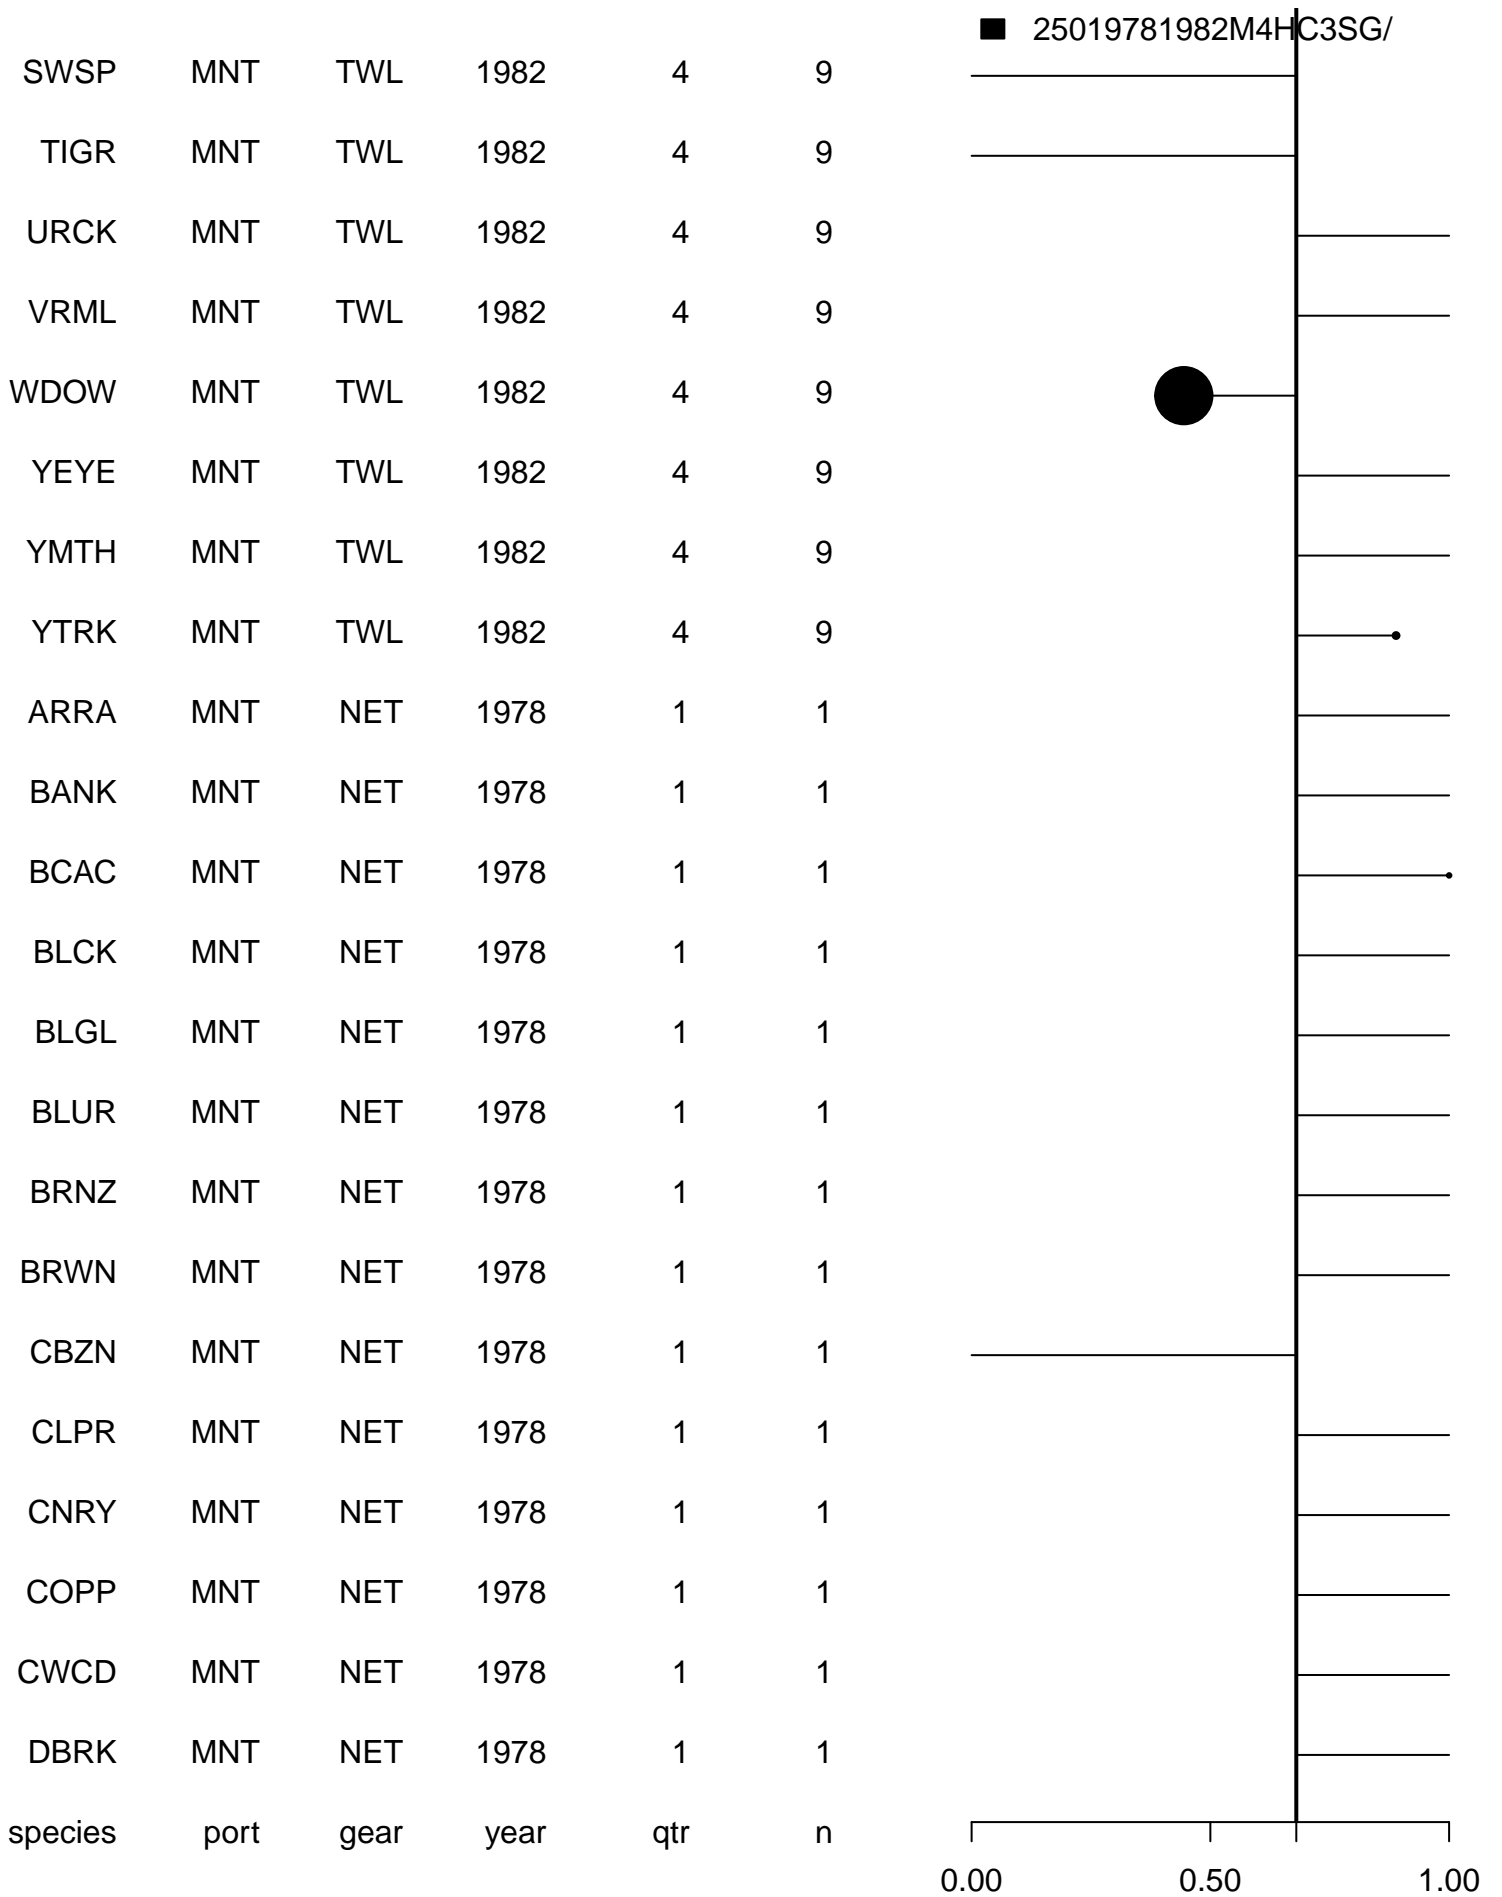 25019781982M4HC3SG/
SWSP MNT TWL 1982 4 9
TIGR MNT TWL 1982 4 9
URCK MNT TWL 1982 4 9
VRML MNT TWL 1982 4 9
WDOW MNT TWL 1982 4 9
YEYE MNT TWL 1982 4 9
YMTH MNT TWL 1982 4 9
YTRK MNT TWL 1982 4 9
ARRA MNT NET 1978 1 1
BANK MNT NET 1978 1 1
BCAC MNT NET 1978 1 1
BLCK MNT NET 1978 1 1
BLGL MNT NET 1978 1 1
BLUR MNT NET 1978 1 1
BRNZ MNT NET 1978 1 1
BRWN MNT NET 1978 1 1
CBZN MNT NET 1978 1 1
CLPR MNT NET 1978 1 1
CNRY MNT NET 1978 1 1
COPP MNT NET 1978 1 1
CWCD MNT NET 1978 1 1
DBRK MNT NET 1978 1 1
species port gear year qtr n
0.00 0.50 1.00